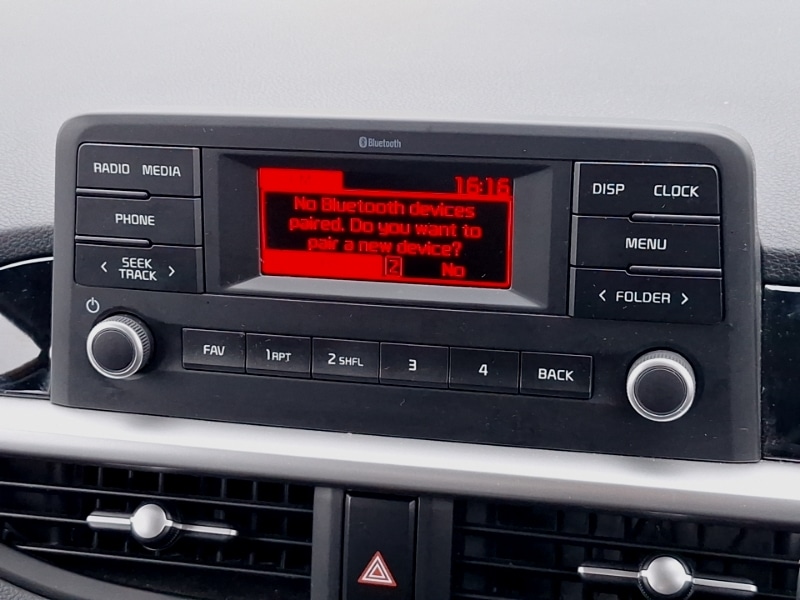 Bluetooth
RADIO MEDIA
PHONE
< SEEK TRACK >
16:16
No Bluetooth devices
paired. Do you want to
pair a new device?
2 No
DISP CLOCK
MENU
< FOLDER >
FAV
1 RPT
2 SHFL
3
4
BACK